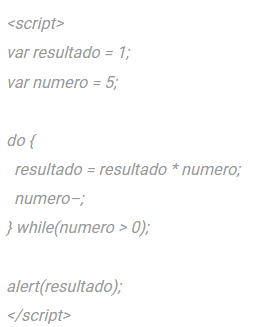 <script>
var resultado = 1;
var numero = 5;
do {
resultado = resultado * numero;
numero–;
} while(numero > 0);
alert(resultado);
</script>